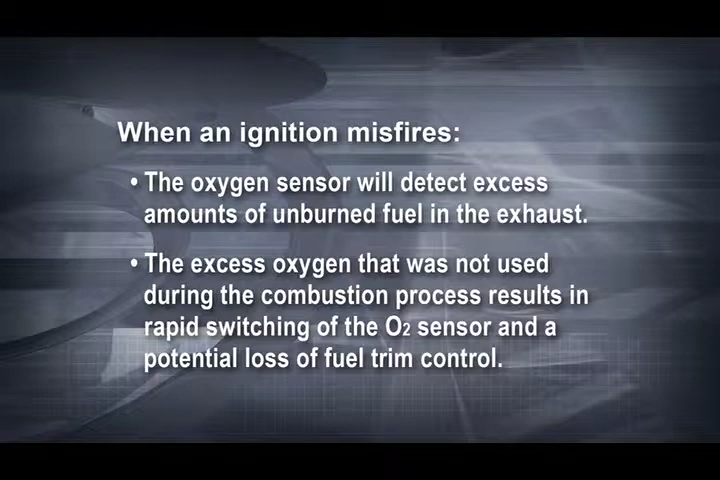 When an ignition misfires:
• The oxygen sensor will detect excess
amounts of unburned fuel in the exhaust.
• The excess oxygen that was not used
during the combustion process results in
rapid switching of the O2 sensor and a
potential loss of fuel trim control.